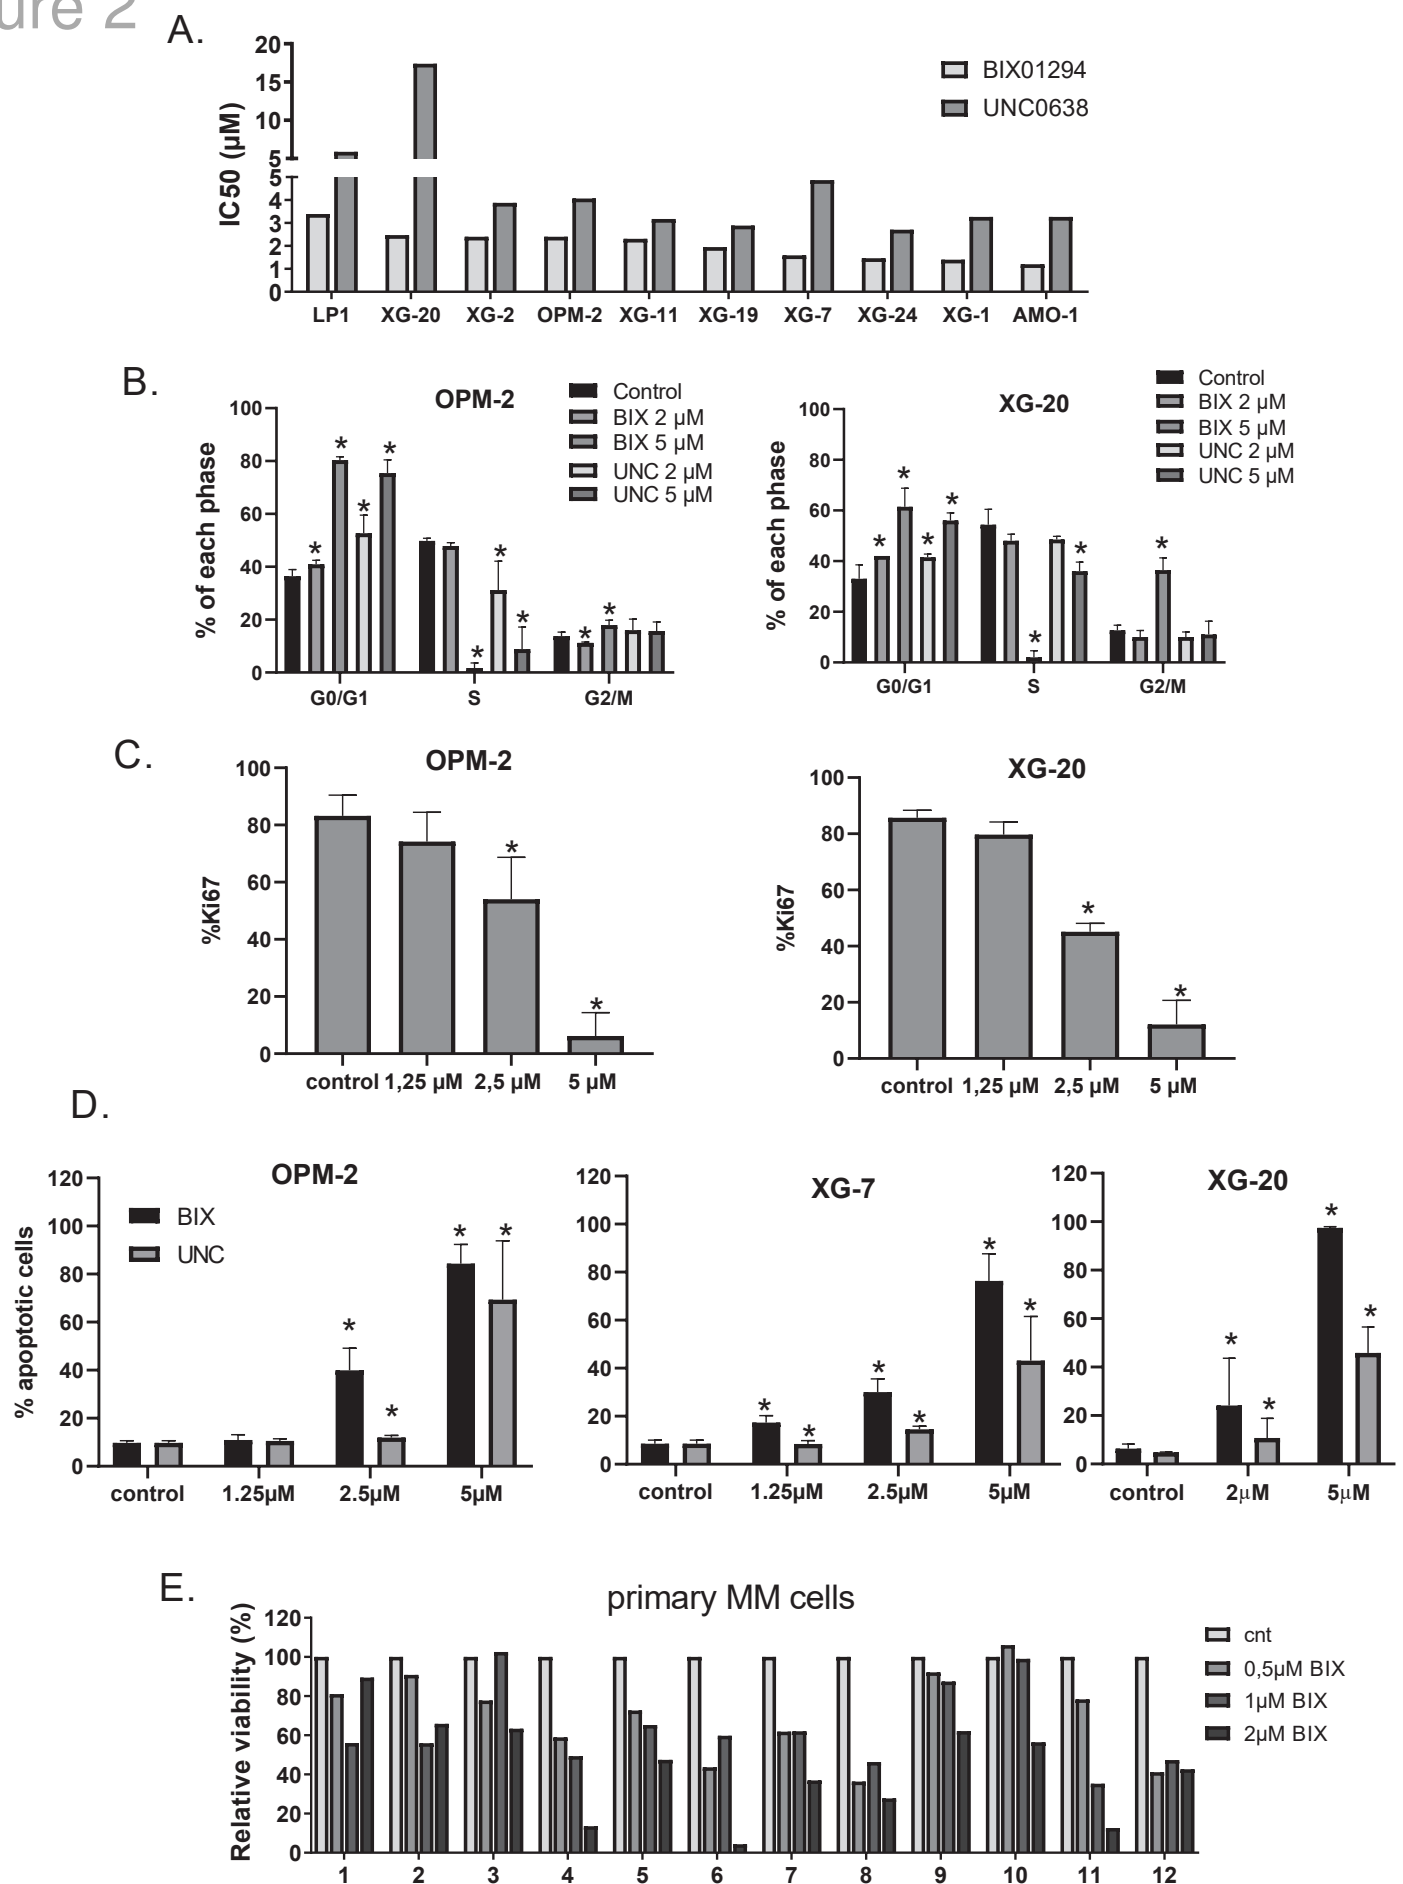 ure 2
A.
20
15
10
5
5
4
3
2
1
0
IC50 (µM)
BIX01294
UNC0638
LP1 XG-20 XG-2 OPM-2 XG-11 XG-19 XG-7 XG-24 XG-1 AMO-1
B.
OPM-2
Control
BIX 2 µM
BIX 5 µM
UNC 2 µM
UNC 5 µM
% of each phase
100
80
60
40
20
0
* * * * * * * * *
G0/G1 S G2/M
XG-20
Control
BIX 2 µM
BIX 5 µM
UNC 2 µM
UNC 5 µM
% of each phase
100
80
60
40
20
0
* * * * * * *
G0/G1 S G2/M
C.
OPM-2
%Ki67
100
80
60
40
20
0
* *
control 1,25 µM 2,5 µM 5 µM
XG-20
%Ki67
100
80
60
40
20
0
* *
control 1,25 µM 2,5 µM 5 µM
D.
OPM-2
BIX
UNC
% apoptotic cells
120
100
80
60
40
20
0
* * * *
control 1.25µM 2.5µM 5µM
XG-7
120
100
80
60
40
20
0
* * * * * *
control 1.25µM 2.5µM 5µM
XG-20
120
100
80
60
40
20
0
* * * *
control 2µM 5µM
E.
primary MM cells
Relative viability (%)
120
100
80
60
40
20
0
cnt
0,5µM BIX
1µM BIX
2µM BIX
1 2 3 4 5 6 7 8 9 10 11 12